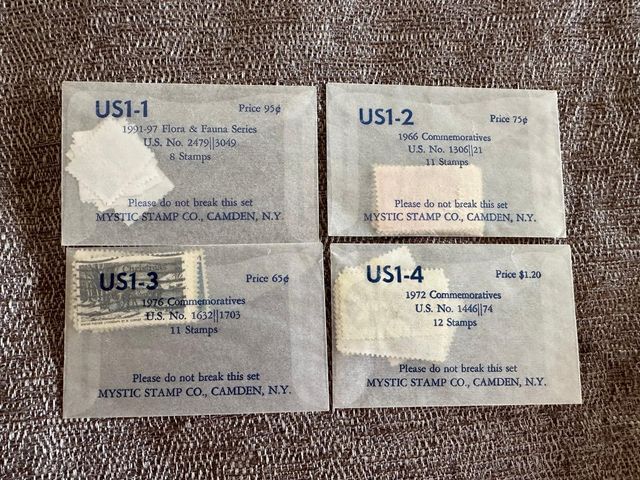 US1-1
Price 95¢
1991-97 Flora & Fauna Series
U.S. No. 2479||3049
8 Stamps
Please do not break this set
MYSTIC STAMP CO., CAMDEN, N.Y.
US1-2
Price 75¢
1966 Commemoratives
U.S. No. 1306||21
11 Stamps
Please do not break this set
MYSTIC STAMP CO., CAMDEN, N.Y.
US1-3
Price 65¢
1976 Commemoratives
U.S. No. 1632||1703
11 Stamps
Please do not break this set
MYSTIC STAMP CO., CAMDEN, N.Y.
US1-4
Price $1.20
1972 Commemoratives
U.S. No. 1446||74
12 Stamps
Please do not break this set
MYSTIC STAMP CO., CAMDEN, N.Y.